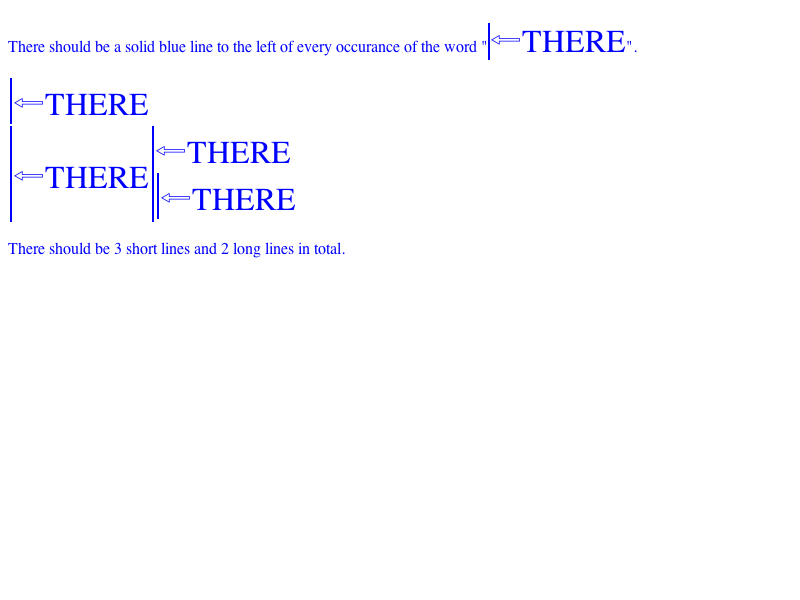 There should be a solid blue line to the left of every occurance of the word "⇦THERE".
⇦THERE
⇦THERE
⇦THERE
⇦THERE
There should be 3 short lines and 2 long lines in total.